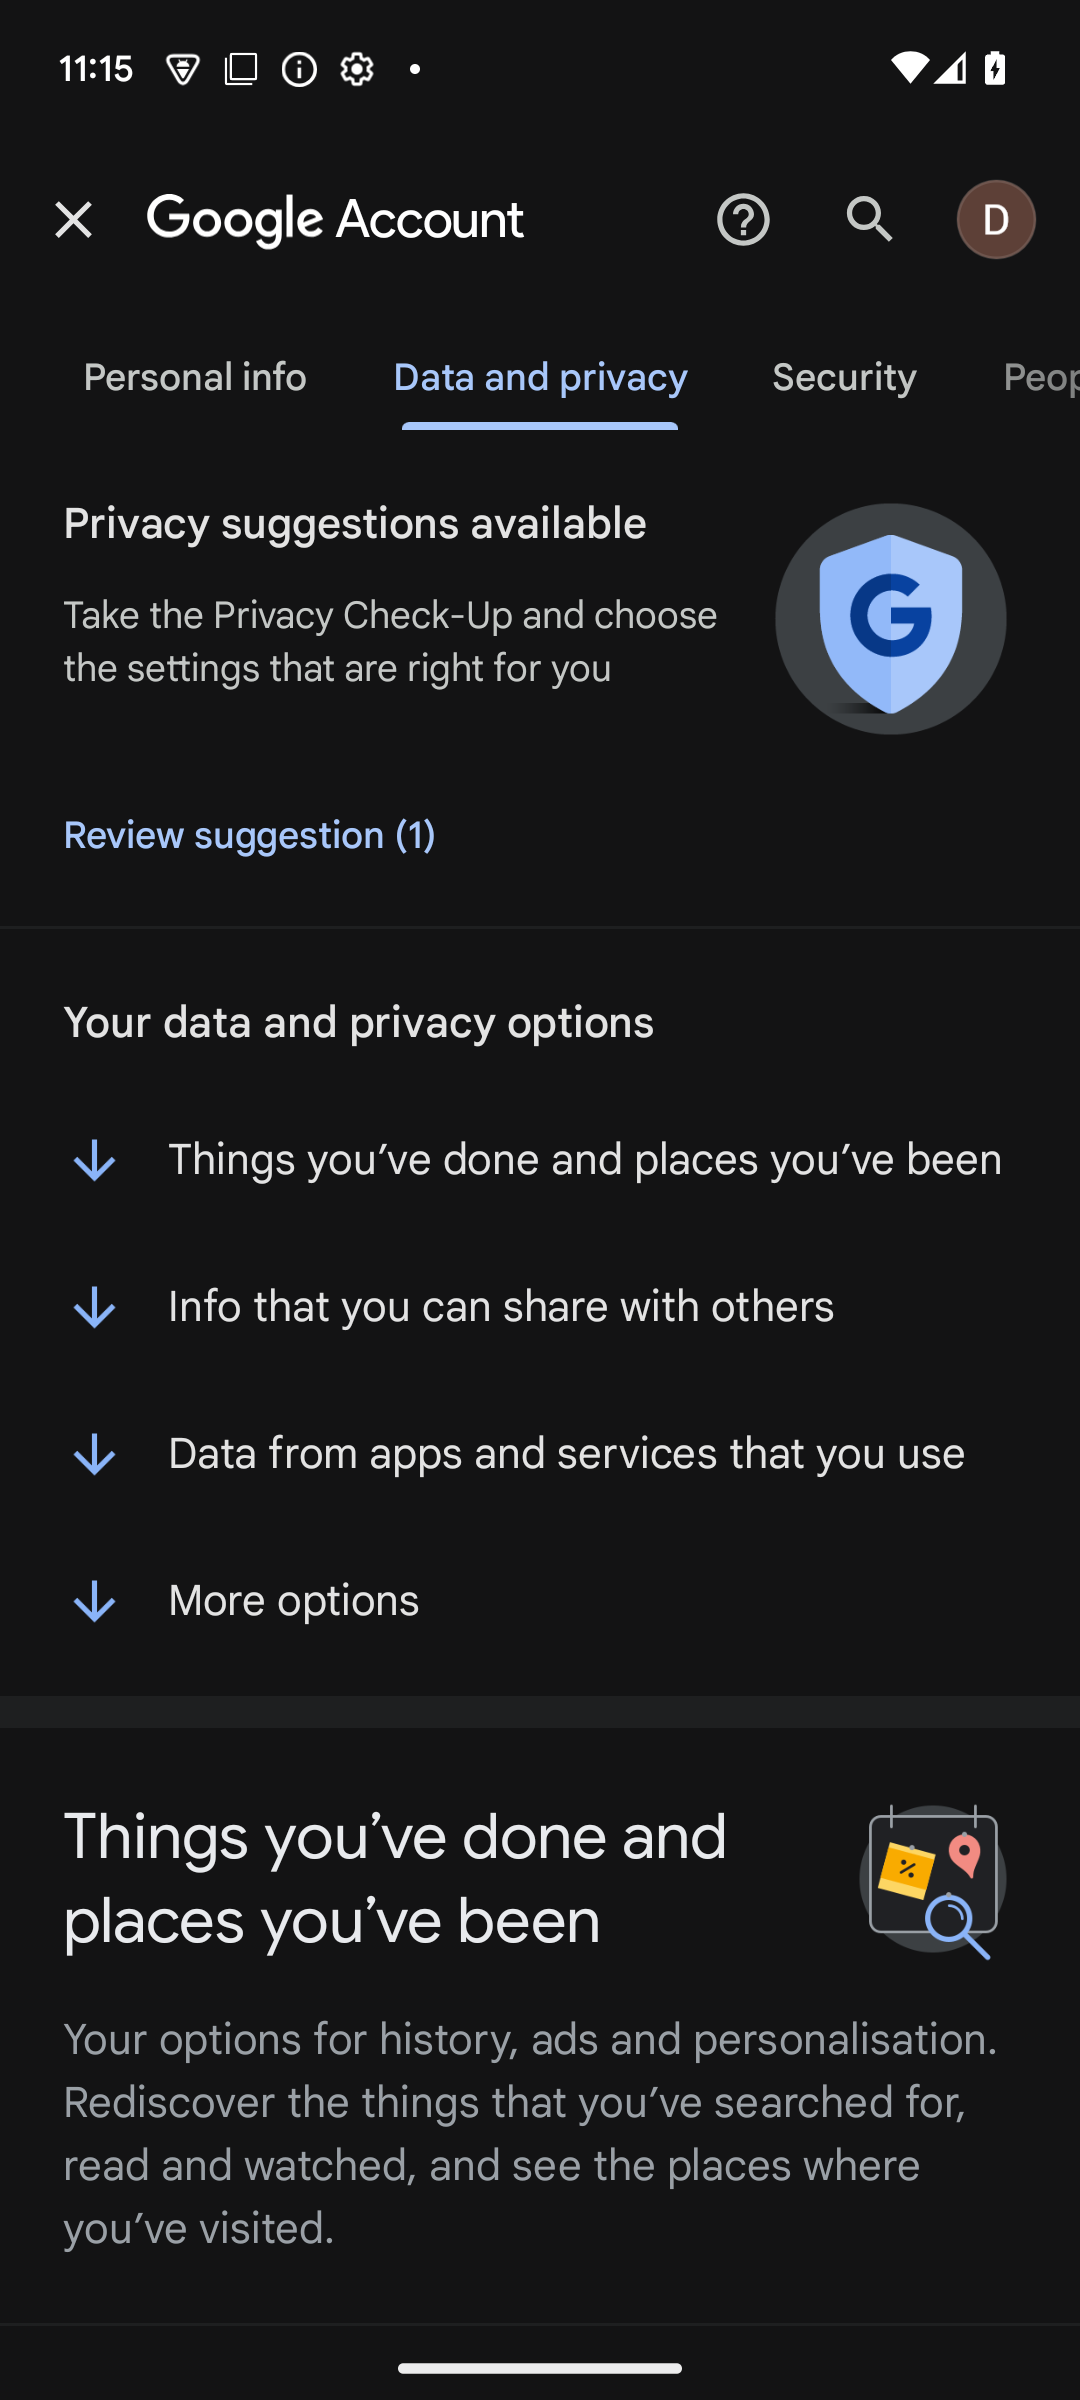 11:15
Google Account
D
Personal info
Data and privacy
Security
Peop
Privacy suggestions available
Take the Privacy Check-Up and choose
the settings that are right for you
G
Review suggestion (1)
Your data and privacy options
Things you've done and places you've been
Info that you can share with others
Data from apps and services that you use
More options
Things you've done and
places you've been
Your options for history, ads and personalisation.
Rediscover the things that you've searched for,
read and watched, and see the places where
you've visited.